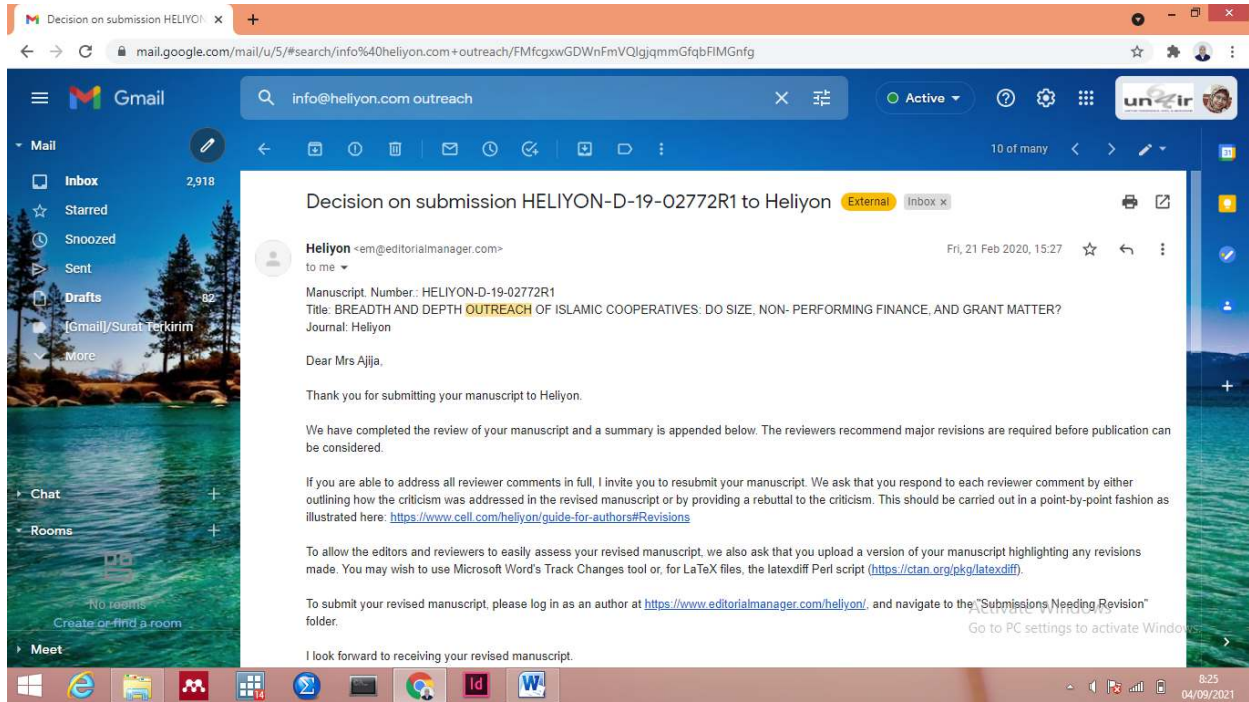 Decision on submission HELIYON
mail.google.com/mail/u/5/#search/info%40heliyon.com+outreach/FMfcgxwGDWnFmVQlgjqmmGfqbFlMGnfg
Gmail
info@heliyon.com outreach
Active
un4ir
Mail
10 of many
31
Inbox 2,918
Starred
Snoozed
Sent
Drafts 82
[Gmail]/Surat Terkirim
More
Chat
Rooms
No rooms
Create or find a room
Meet
Decision on submission HELIYON-D-19-02772R1 to Heliyon External Inbox x
Heliyon <em@editorialmanager.com> Fri, 21 Feb 2020, 15:27
to me
Manuscript. Number.: HELIYON-D-19-02772R1
Title: BREADTH AND DEPTH OUTREACH OF ISLAMIC COOPERATIVES: DO SIZE, NON- PERFORMING FINANCE, AND GRANT MATTER?
Journal: Heliyon
Dear Mrs Ajija,
Thank you for submitting your manuscript to Heliyon.
We have completed the review of your manuscript and a summary is appended below. The reviewers recommend major revisions are required before publication can
be considered.
If you are able to address all reviewer comments in full, I invite you to resubmit your manuscript. We ask that you respond to each reviewer comment by either
outlining how the criticism was addressed in the revised manuscript or by providing a rebuttal to the criticism. This should be carried out in a point-by-point fashion as
illustrated here: https://www.cell.com/heliyon/guide-for-authors#Revisions
To allow the editors and reviewers to easily assess your revised manuscript, we also ask that you upload a version of your manuscript highlighting any revisions
made. You may wish to use Microsoft Word's Track Changes tool or, for LaTeX files, the latexdiff Perl script (https://ctan.org/pkg/latexdiff).
To submit your revised manuscript, please log in as an author at https://www.editorialmanager.com/heliyon/, and navigate to the "Submissions Needing Revision"
folder.
I look forward to receiving your revised manuscript.
Activate Windows
Go to PC settings to activate Windows.
14
Id
W
8:25
04/09/2021